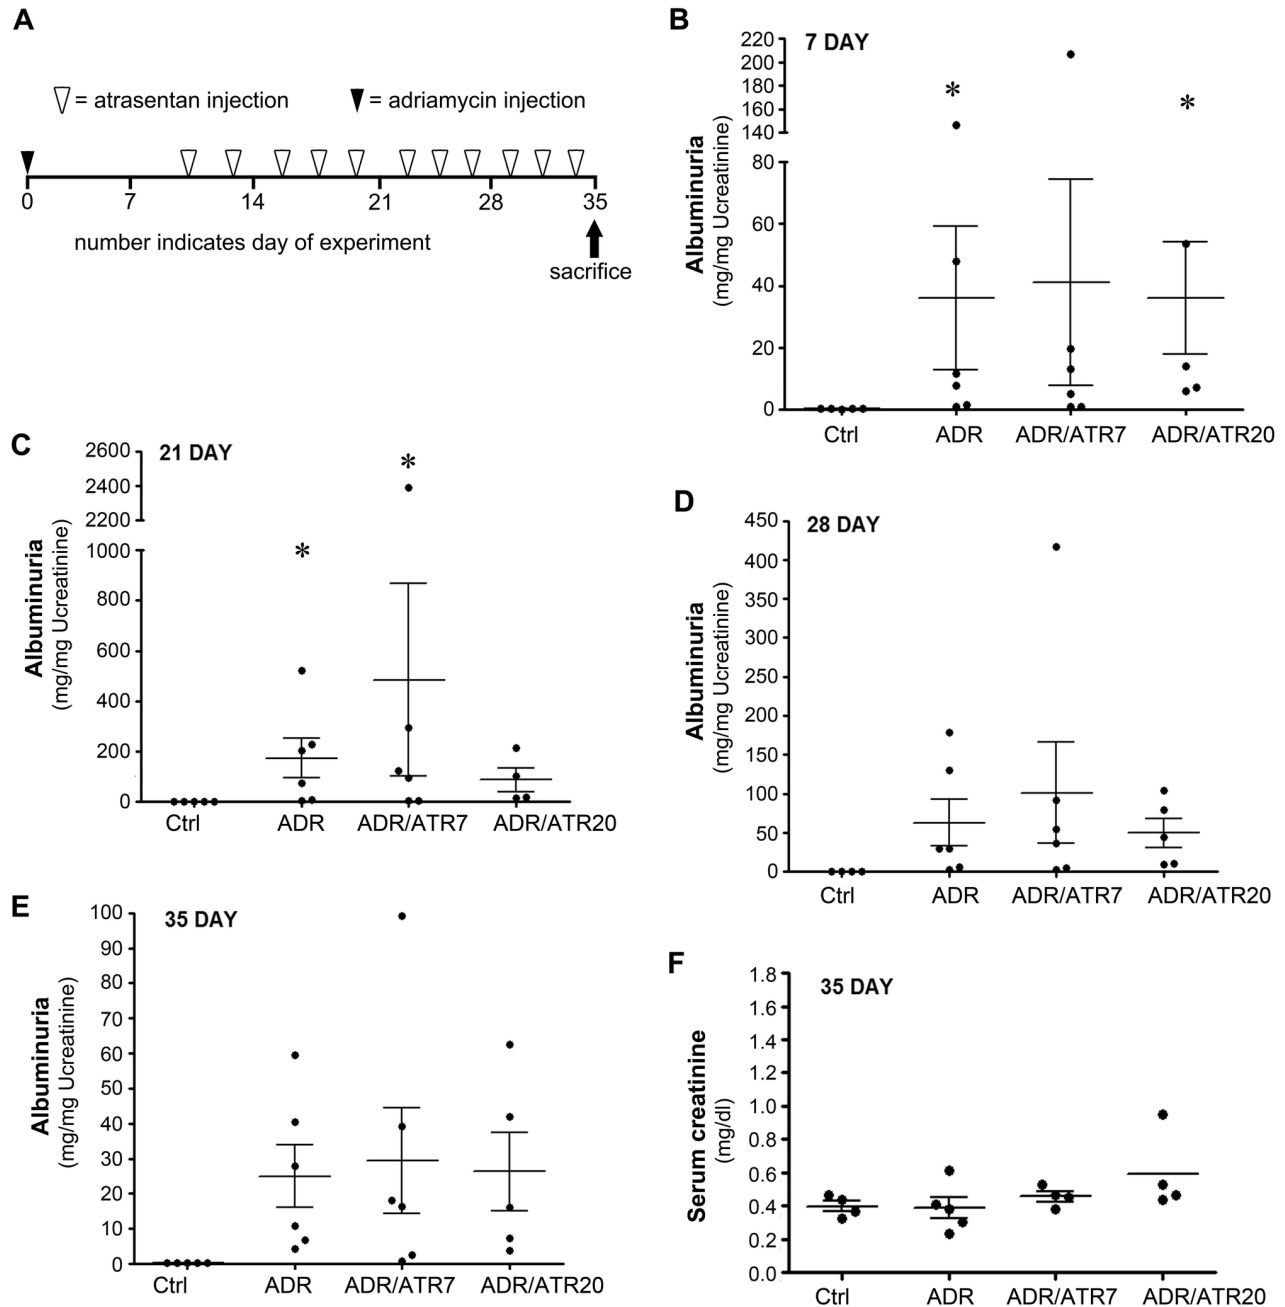 A
= atrasentan injection
= adriamycin injection
0 7 14 21 28 35
number indicates day of experiment
sacrifice
B
7 DAY
Albuminuria
(mg/mg Ucreatinine)
220
200
180
160
140
80
60
40
20
0
*
*
Ctrl ADR ADR/ATR7 ADR/ATR20
C
21 DAY
Albuminuria
(mg/mg Ucreatinine)
2600
2400
2200
1000
800
600
400
200
0
*
*
Ctrl ADR ADR/ATR7 ADR/ATR20
D
28 DAY
Albuminuria
(mg/mg Ucreatinine)
450
400
350
300
250
200
150
100
50
0
Ctrl ADR ADR/ATR7 ADR/ATR20
E
35 DAY
Albuminuria
(mg/mg Ucreatinine)
100
90
80
70
60
50
40
30
20
10
0
Ctrl ADR ADR/ATR7 ADR/ATR20
F
35 DAY
Serum creatinine
(mg/dl)
1.8
1.6
1.4
1.2
1.0
0.8
0.6
0.4
0.2
0.0
Ctrl ADR ADR/ATR7 ADR/ATR20